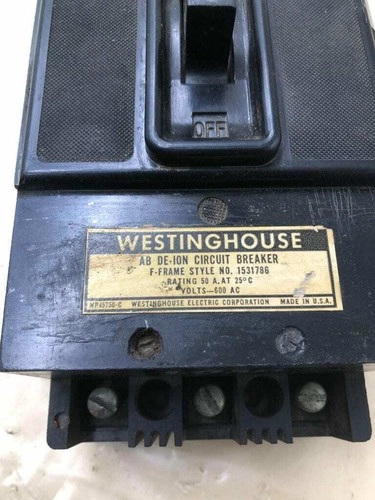 OFF
WESTINGHOUSE
AB DE-ION CIRCUIT BREAKER
F-FRAME STYLE NO. 1531786
RATING 50 A. AT 25°C
VOLTS—600 AC
NP49750-C WESTINGHOUSE ELECTRIC CORPORATION MADE IN U.S.A.